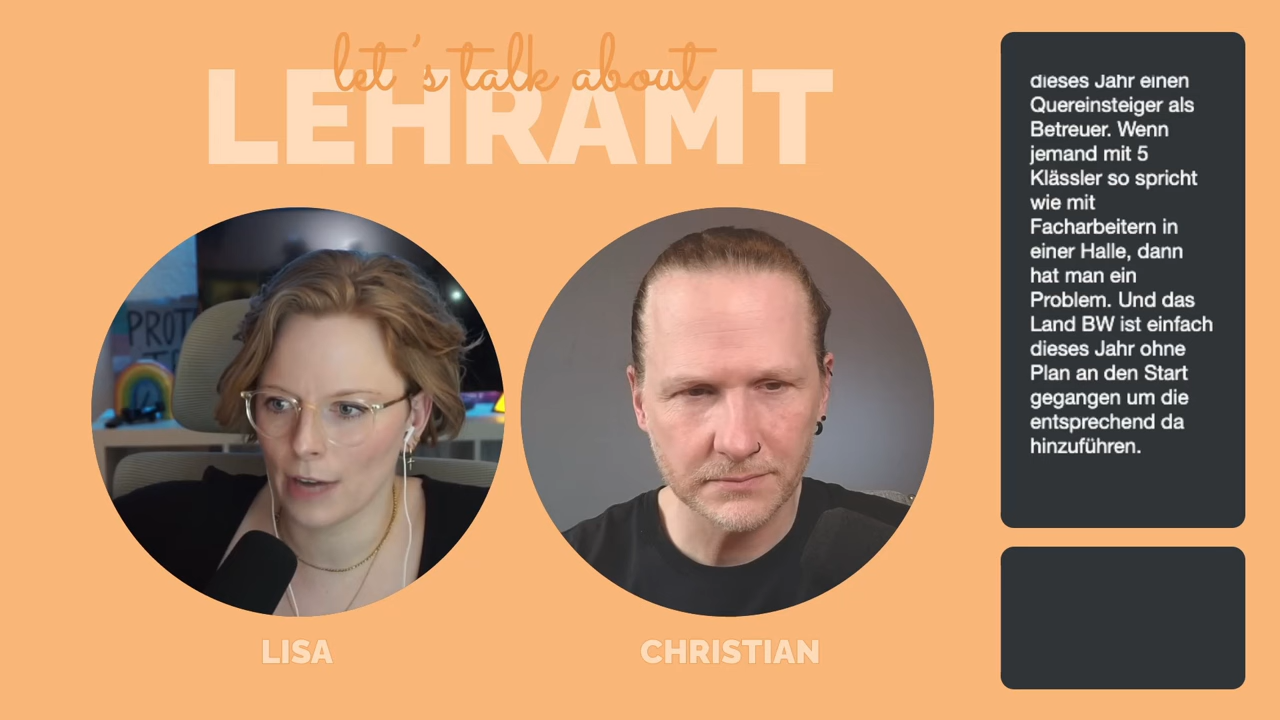 let's talk about
LEHRAMT
PROT
LISA
CHRISTIAN
dieses Jahr einen
Quereinsteiger als
Betreuer. Wenn
jemand mit 5
Klässler so spricht
wie mit
Facharbeitern in
einer Halle, dann
hat man ein
Problem. Und das
Land BW ist einfach
dieses Jahr ohne
Plan an den Start
gegangen um die
entsprechend da
hinzuführen.